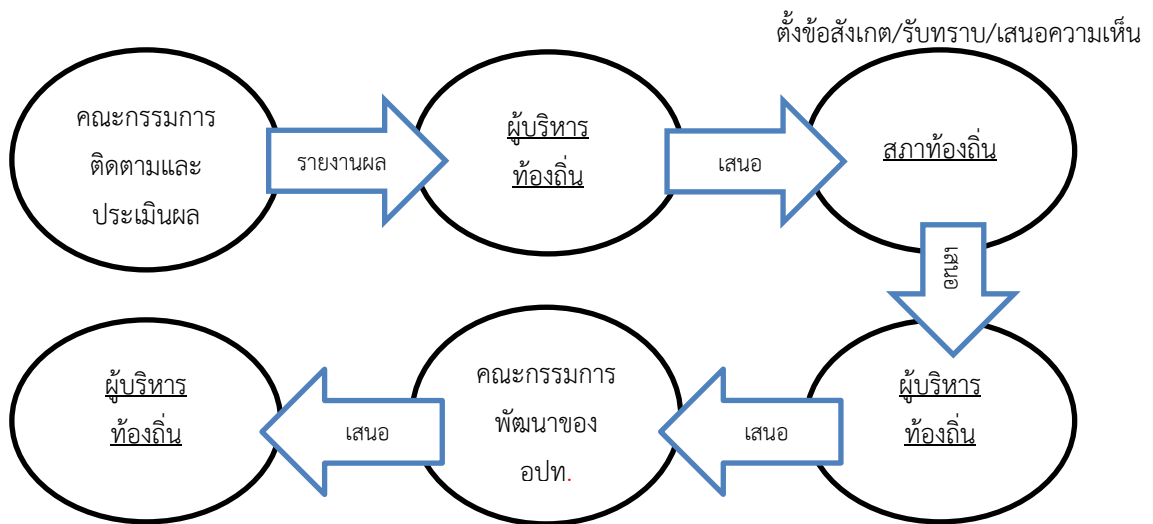 ตั้งข้อสังเกต/รับทราบ/เสนอความเห็น
คณะกรรมการ
ติดตามและ
ประเมินผล
รายงานผล
ผู้บริหาร
ท้องถิ่น
เสนอ
สภาท้องถิ่น
เสนอ
ผู้บริหาร
ท้องถิ่น
เสนอ
คณะกรรมการ
พัฒนาของ
อปท.
เสนอ
ผู้บริหาร
ท้องถิ่น